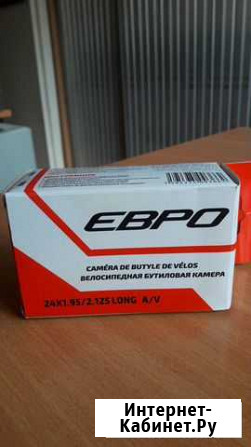 ЕВРО
CAMÉRA DE BUTYLE DE VÉLOS
ВЕЛОСИПЕДНАЯ БУТИЛОВАЯ КАМЕРА
24X1.95/2.125 LONG A/V
Интернет-
Кабинет.Ру